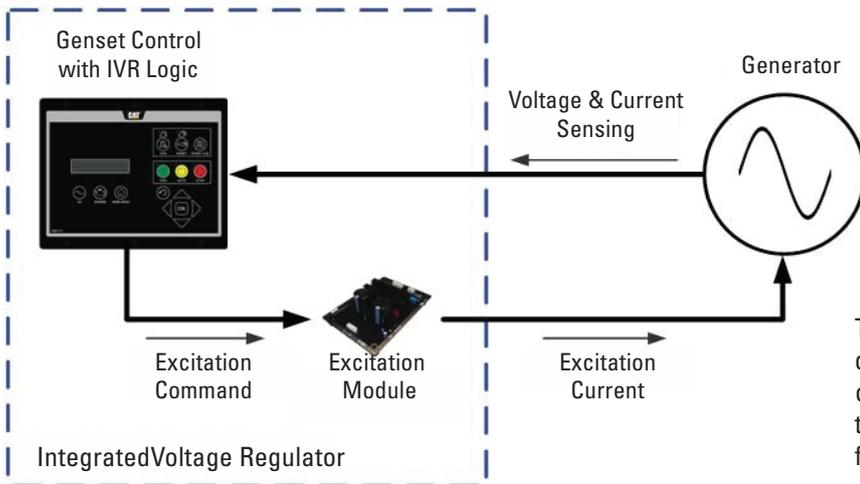 Genset Control
with IVR Logic
Generator
Voltage & Current
Sensing
CAT
Excitation
Command
Excitation
Module
Excitation
Current
IntegratedVoltage Regulator